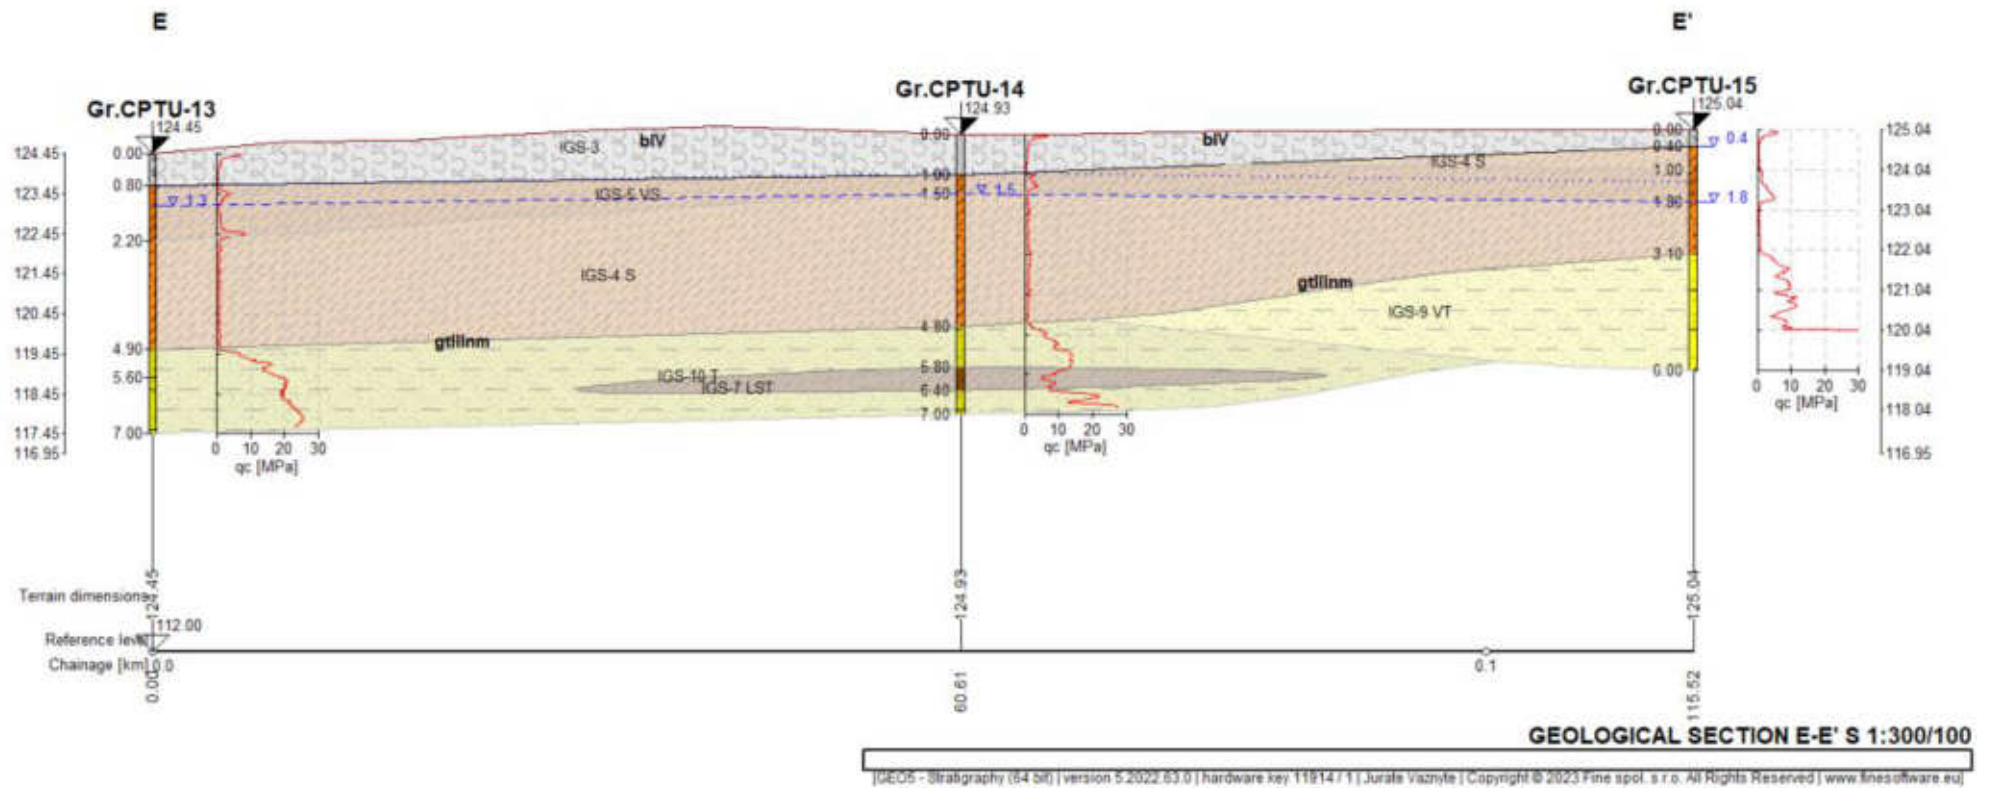 E E'
Gr.CPTU-13 Gr.CPTU-14 Gr.CPTU-15
124.45 124.93 125.04
124.45 0.00 0.00 0.00 0.4 125.04
IGS-3 bIV bIV 0.40
123.45 0.80 1.00 IGS-4 S 1.00 124.04
1.3 IGS-5 VS 1.5 1.50 1.80 1.8 123.04
122.45 2.20 122.04
121.45 IGS-4 S 3.10 121.04
gtIIInm
120.45 4.80 IGS-9 VT 120.04
119.45 4.90 gtIIInm
5.60 IGS-10 T 5.80 6.00 119.04
118.45 IGS-7 LST 6.40 0 10 20 30
7.00 qc [MPa] 118.04
117.45 7.00 0 10 20 30 0 10 20 30
116.95 qc [MPa] qc [MPa] 116.95
Terrain dimensions 124.45 124.93 125.04
Reference level 112.00
Chainage [km] 0.0 0.1
0.00 60.61 115.52
GEOLOGICAL SECTION E-E' S 1:300/100
[GEO5 - Stratigraphy (64 bit) | version 5.2022.63.0 | hardware key 11914 / 1 | Jurate Vaznyte | Copyright © 2023 Fine spol. s r.o. All Rights Reserved | www.finesoftware.eu]